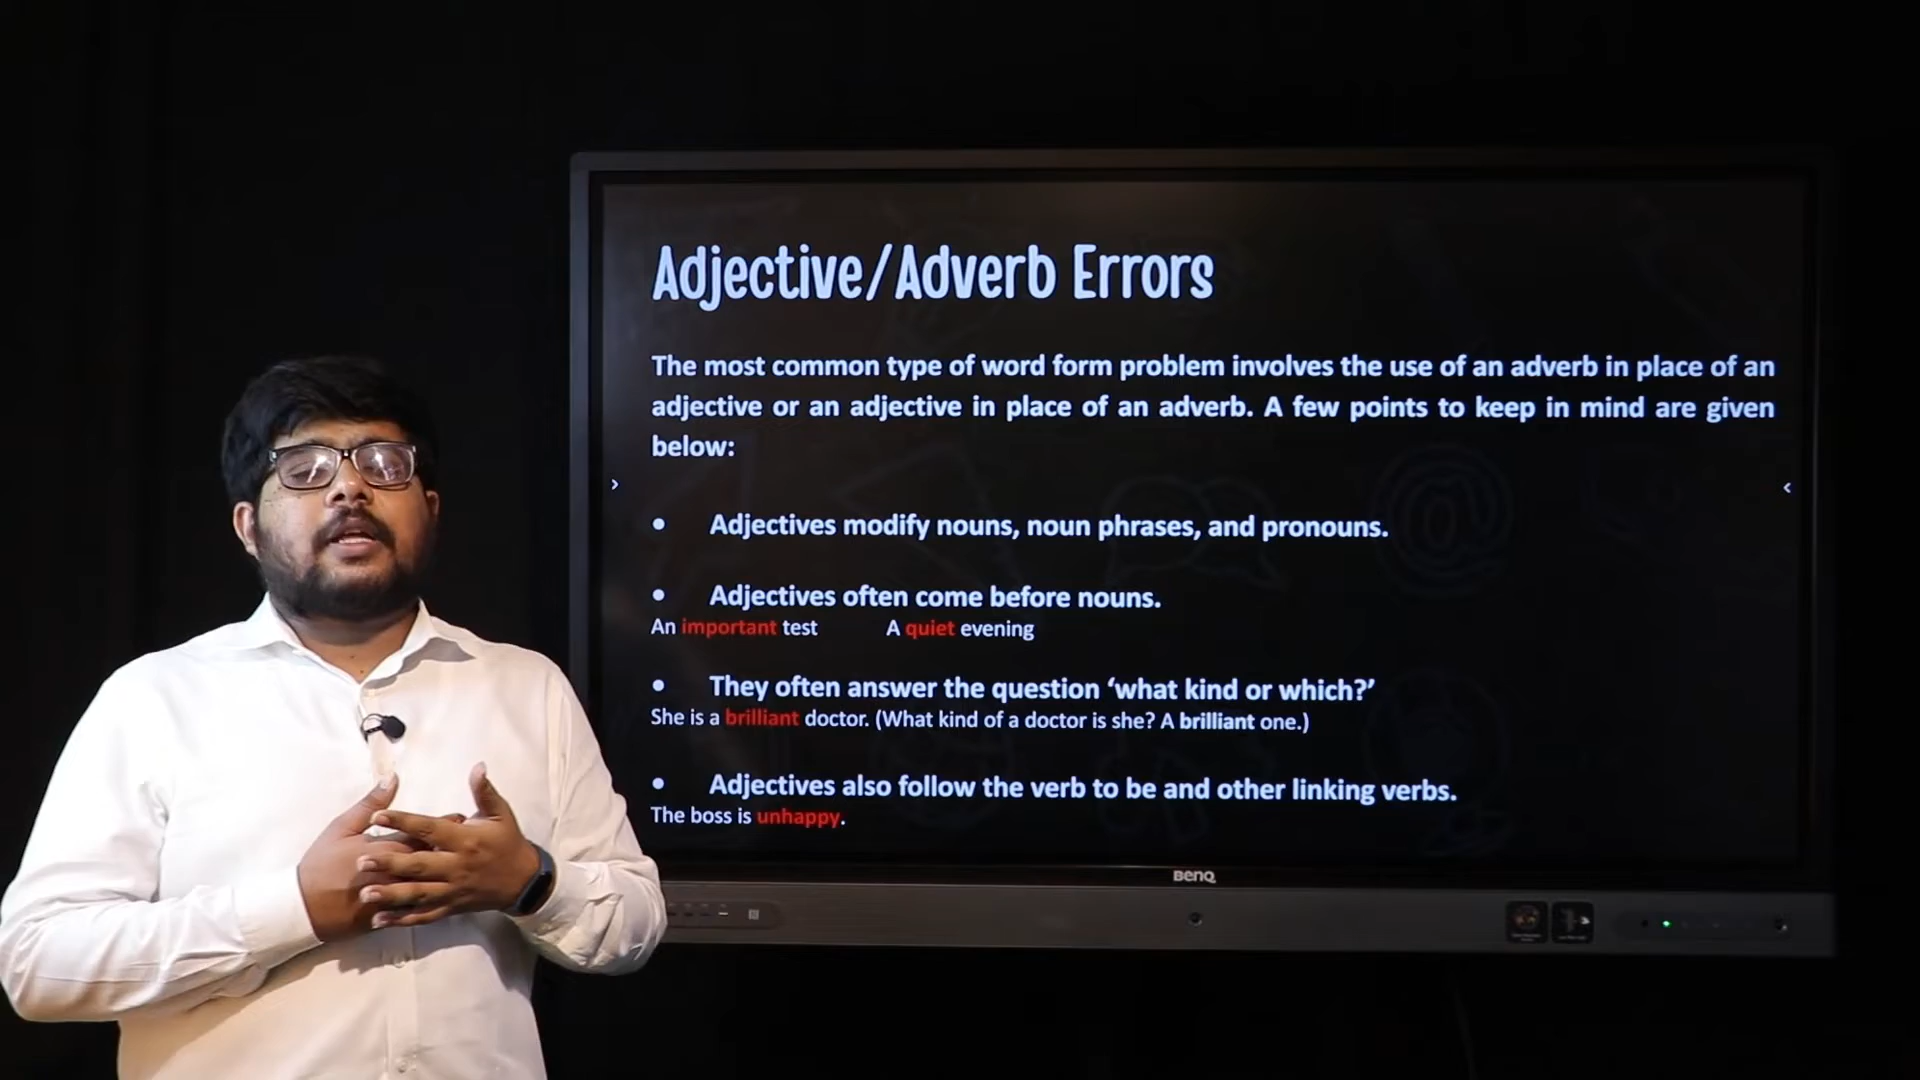 Adjective/Adverb Errors
The most common type of word form problem involves the use of an adverb in place of an
adjective or an adjective in place of an adverb. A few points to keep in mind are given
below:
• Adjectives modify nouns, noun phrases, and pronouns.
• Adjectives often come before nouns.
An important test A quiet evening
• They often answer the question ‘what kind or which?’
She is a brilliant doctor. (What kind of a doctor is she? A brilliant one.)
• Adjectives also follow the verb to be and other linking verbs.
The boss is unhappy.
BenQ